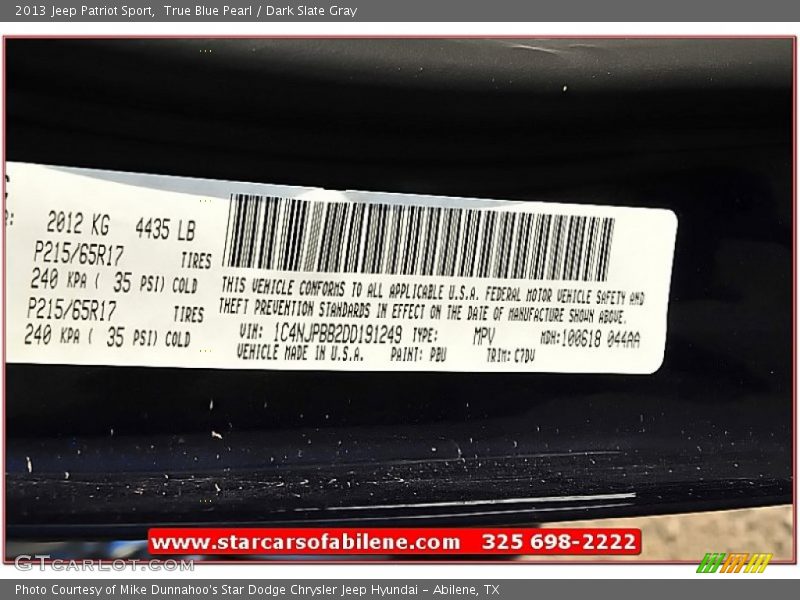 2013 Jeep Patriot Sport,  True Blue Pearl / Dark Slate Gray
2012 KG 4435 LB
P215/65R17 TIRES
240 KPA ( 35 PSI) COLD
P215/65R17 TIRES
240 KPA ( 35 PSI) COLD
THIS VEHICLE CONFORMS TO ALL APPLICABLE U.S.A. FEDERAL MOTOR VEHICLE SAFETY AND
THEFT PREVENTION STANDARDS IN EFFECT ON THE DATE OF MANUFACTURE SHOWN ABOVE.
VIN: 1C4NJPBB2DD191249 TYPE: MPV MDH:100618 044AA
VEHICLE MADE IN U.S.A. PAINT: PBU TRIM: C7DV
www.starcarsofabilene.com 325 698-2222
GTCARLOT.COM
Photo Courtesy of Mike Dunnahoo's Star Dodge Chrysler Jeep Hyundai - Abilene, TX